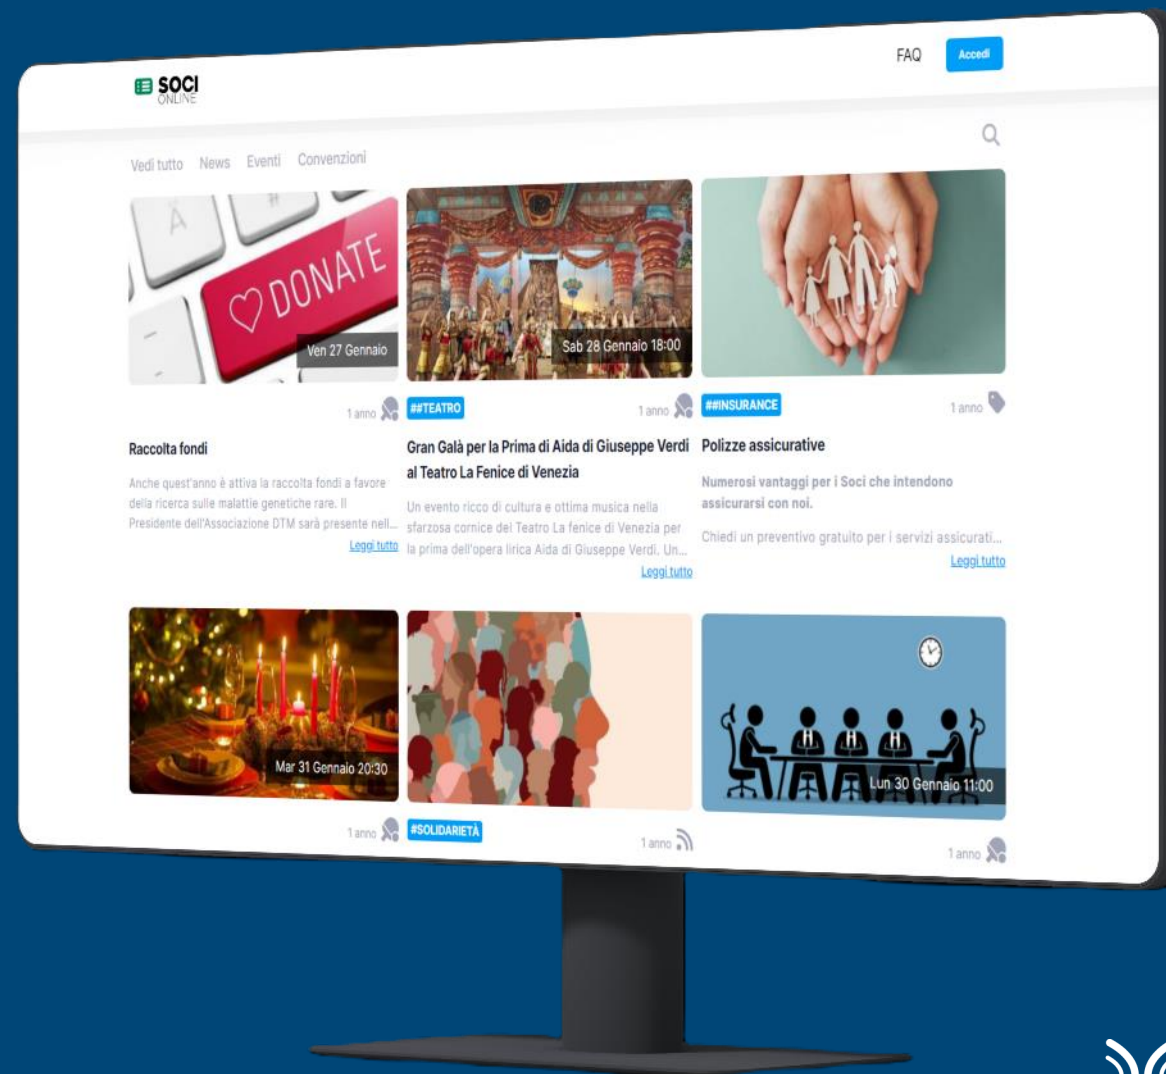 SOCI
ONLINE
FAQ
Accedi
Vedi tutto News Eventi Convenzioni
DONATE
Ven 27 Gennaio
Sab 28 Gennaio 18:00
1 anno
##TEATRO
1 anno
##INSURANCE
1 anno
Raccolta fondi
Anche quest'anno è attiva la raccolta fondi a favore
della ricerca sulle malattie genetiche rare. Il
Presidente dell'Associazione DTM sarà presente nell...
Leggi tutto
Gran Galà per la Prima di Aida di Giuseppe Verdi
al Teatro La Fenice di Venezia
Un evento ricco di cultura e ottima musica nella
sfarzosa cornice del Teatro La fenice di Venezia per
la prima dell'opera lirica Aida di Giuseppe Verdi. Un...
Leggi tutto
Polizze assicurative
Numerosi vantaggi per i Soci che intendono
assicurarsi con noi.
Chiedi un preventivo gratuito per i servizi assicurati...
Leggi tutto
Mar 31 Gennaio 20:30
Lun 30 Gennaio 11:00
1 anno
#SOLIDARIETÀ
1 anno
1 anno